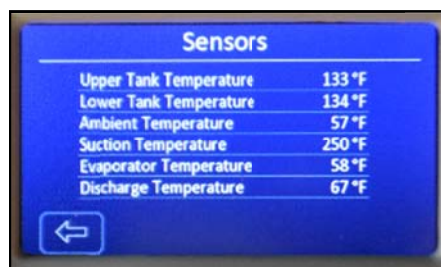 Sensors
Upper Tank Temperature 133 °F
Lower Tank Temperature 134 °F
Ambient Temperature 57 °F
Suction Temperature 250 °F
Evaporator Temperature 58 °F
Discharge Temperature 67 °F